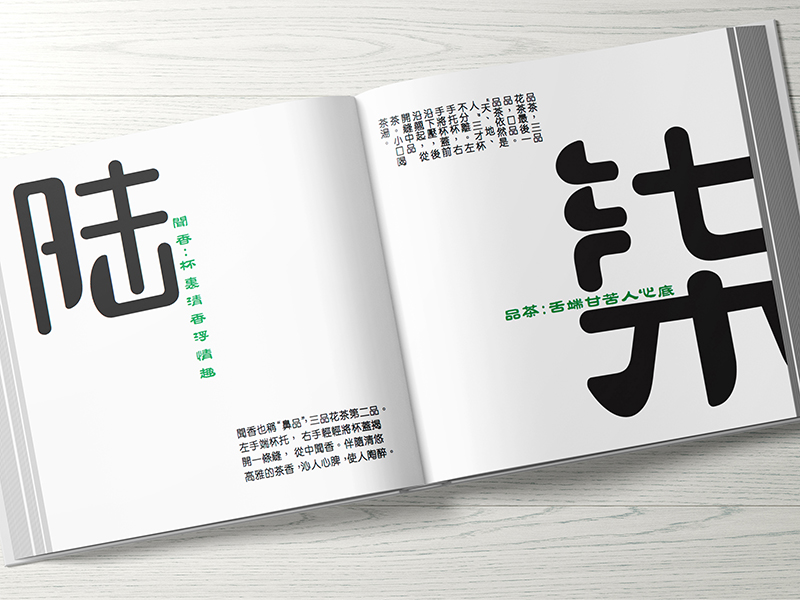 陆
聞香：杯裏清香浮情趣
聞香也稱“鼻品”，三品花茶第二品。
左手端杯托，右手輕輕將杯蓋揭
開一條縫，從中聞香。伴隨清悠
高雅的茶香，沁人心脾，使人陶醉。
品茶，三品
花茶最後一
品，口品。
品茶依然是
“天、地、
人”三才杯
不分離。左
手托杯，右
手將杯蓋前
沿下壓，後
沿翹起，從
開縫中品
茶。小口喝
茶湯。
柒
品茶：舌端甘苦人心底